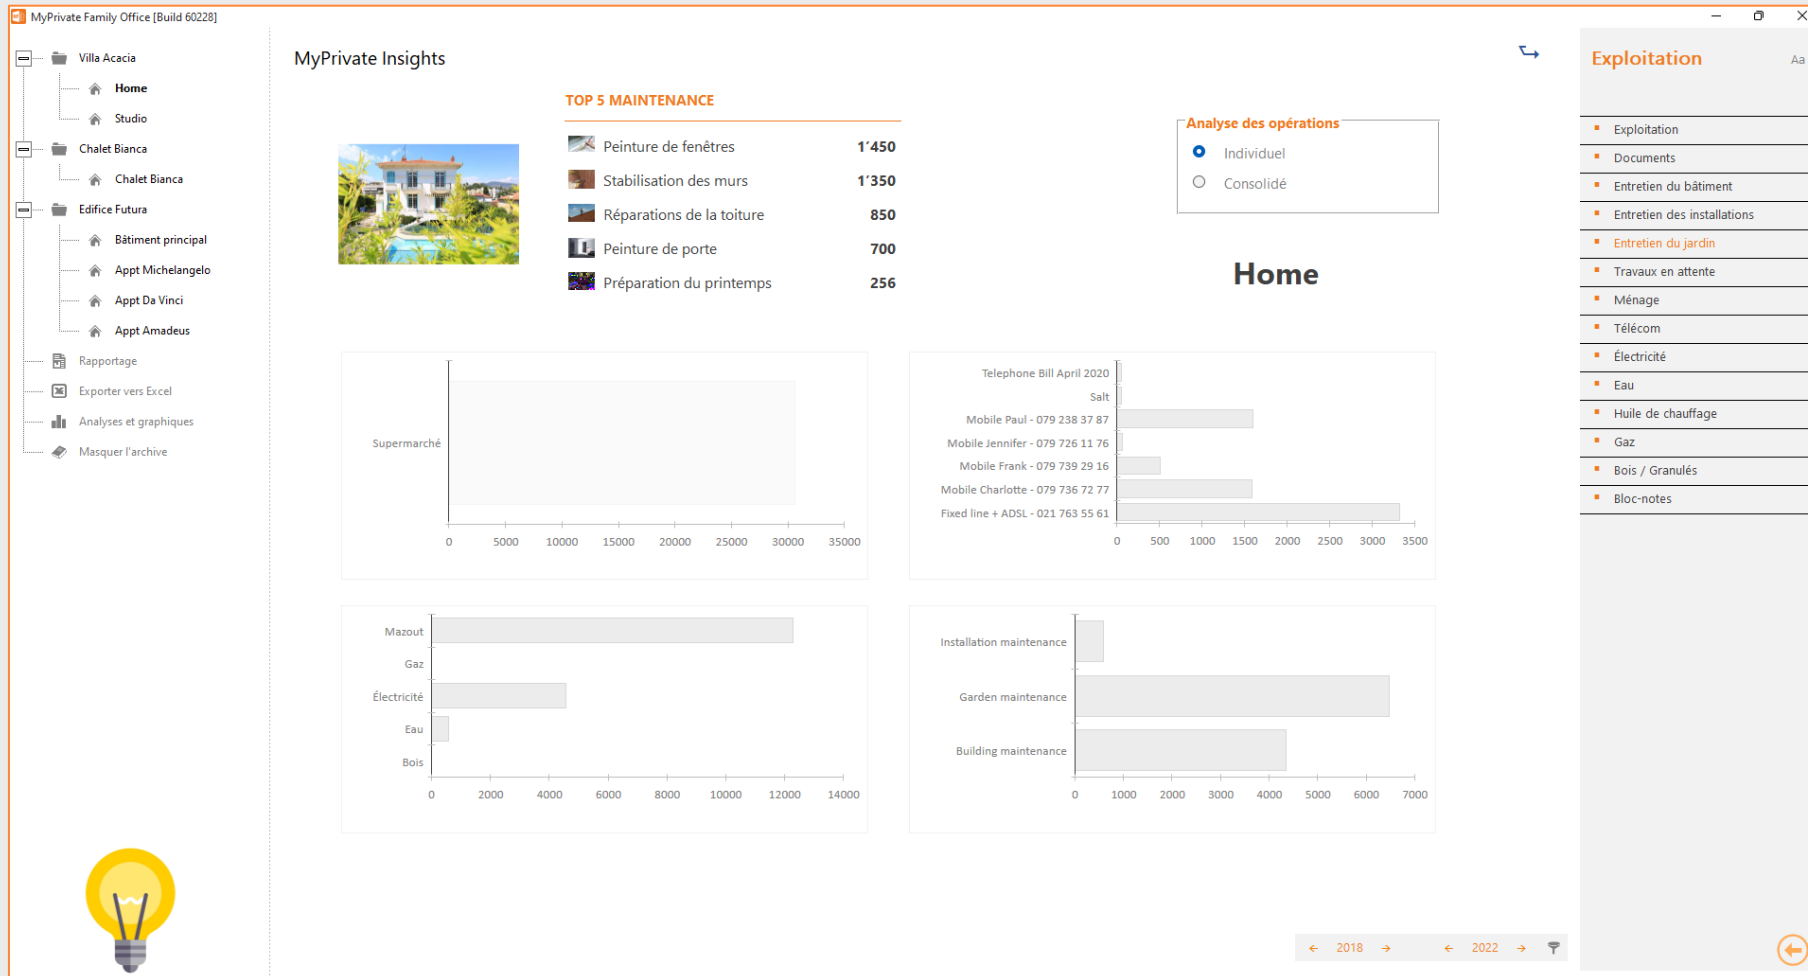 MyPrivate Family Office [Build 60228]
Villa Acacia
Home
Studio
Chalet Bianca
Chalet Bianca
Edifice Futura
Bâtiment principal
Appt Michelangelo
Appt Da Vinci
Appt Amadeus
Rapportage
Exporter vers Excel
Analyses et graphiques
Masquer l'archive
MyPrivate Insights
TOP 5 MAINTENANCE
Peinture de fenêtres 1'450
Stabilisation des murs 1'350
Réparations de la toiture 850
Peinture de porte 700
Préparation du printemps 256
Analyse des opérations
Individuel
Consolidé
Home
Supermarché
0 5000 10000 15000 20000 25000 30000 35000
Telephone Bill April 2020
Salt
Mobile Paul - 079 238 37 87
Mobile Jennifer - 079 726 11 76
Mobile Frank - 079 739 29 16
Mobile Charlotte - 079 736 72 77
Fixed line + ADSL - 021 763 55 61
0 500 1000 1500 2000 2500 3000 3500
Mazout
Gaz
Électricité
Eau
Bois
0 2000 4000 6000 8000 10000 12000 14000
Installation maintenance
Garden maintenance
Building maintenance
0 1000 2000 3000 4000 5000 6000 7000
2018 2022
Exploitation Aa
Exploitation
Documents
Entretien du bâtiment
Entretien des installations
Entretien du jardin
Travaux en attente
Ménage
Télécom
Électricité
Eau
Huile de chauffage
Gaz
Bois / Granulés
Bloc-notes